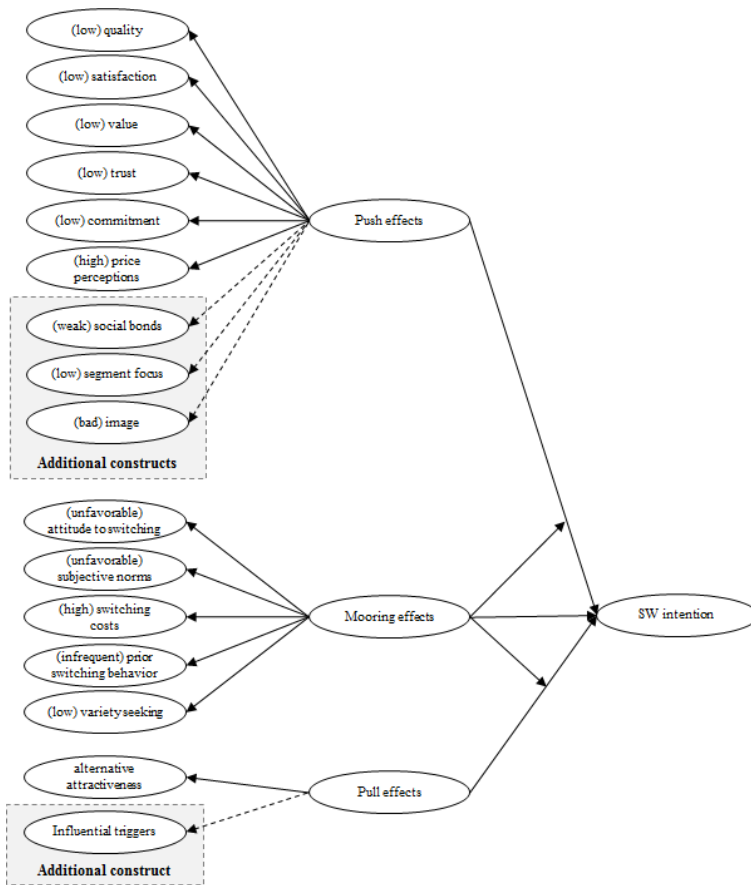 (low) quality
(low) satisfaction
(low) value
(low) trust
(low) commitment
Push effects
(high) price
perceptions
(weak) social bonds
(low) segment focus
(bad) image
Additional constructs
(unfavorable)
attitude to switching
(unfavorable)
subjective norms
(high) switching
costs
Mooring effects
SW intention
(infrequent) prior
switching behavior
(low) variety seeking
alternative
attractiveness
Pull effects
Influential triggers
Additional construct